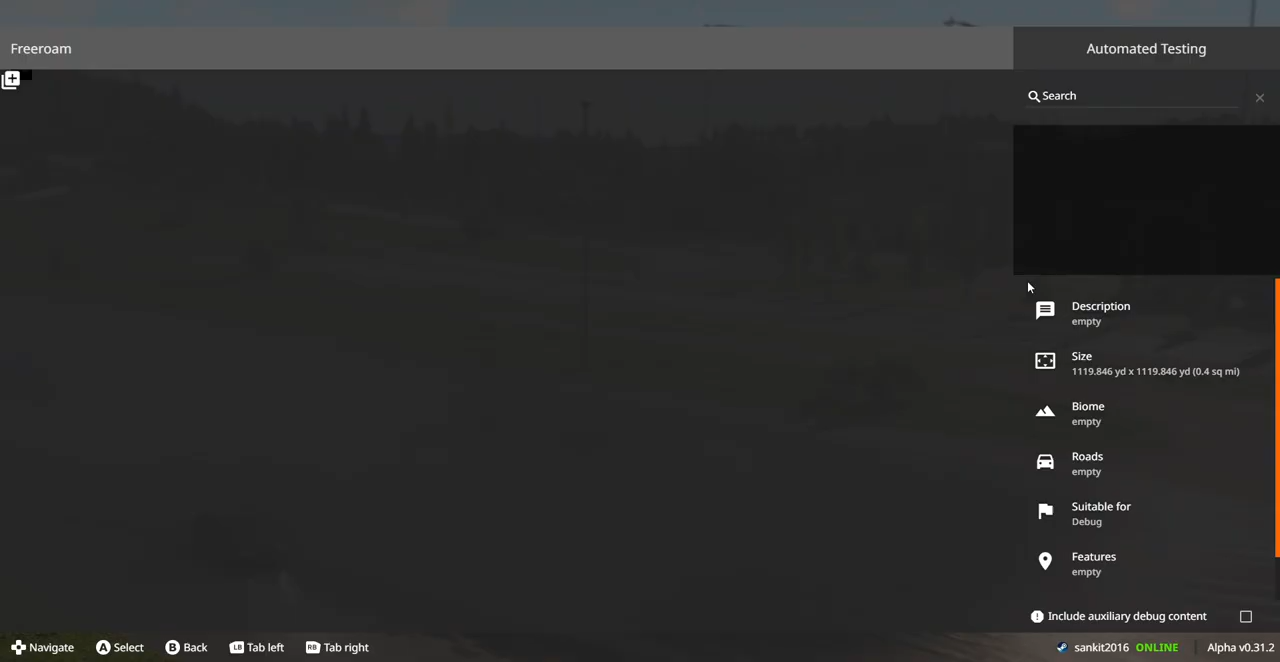 Freeroam
Automated Testing
Search
Description
empty
Size
1119.846 yd x 1119.846 yd (0.4 sq mi)
Biome
empty
Roads
empty
Suitable for
Debug
Features
empty
Include auxiliary debug content
Navigate A Select B Back LB Tab left RB Tab right sankit2016 ONLINE Alpha v0.31.2